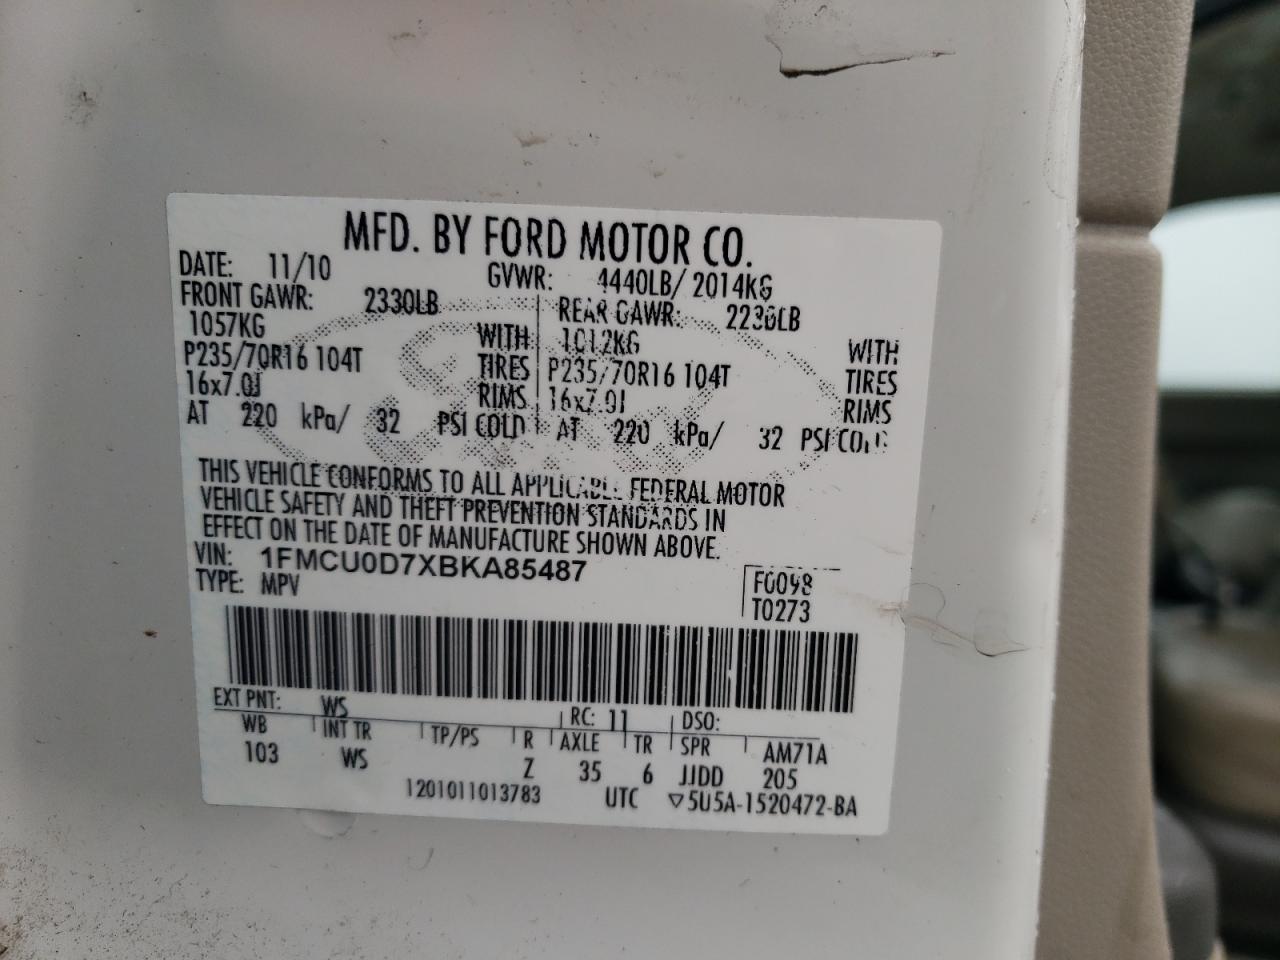 MFD. BY FORD MOTOR CO.
DATE: 11/10 GVWR: 4440LB/ 2014KG
FRONT GAWR: 2330LB REAR GAWR: 2230LB
1057KG WITH 1012KG WITH
P235/70R16 104T TIRES P235/70R16 104T TIRES
16x7.0J RIMS 16x7.0J RIMS
AT 220 kPa/ 32 PSI COLD AT 220 kPa/ 32 PSI COLD
THIS VEHICLE CONFORMS TO ALL APPLICABLE FEDERAL MOTOR
VEHICLE SAFETY AND THEFT PREVENTION STANDARDS IN
EFFECT ON THE DATE OF MANUFACTURE SHOWN ABOVE.
VIN: 1FMCU0D7XBKA85487
TYPE: MPV
F0098
T0273
EXT PNT: WS RC: 11 DSO:
WB INT TR TP/PS R AXLE TR SPR AM71A
103 WS Z 35 6 JJDD 205
1201011013783 UTC ▽5U5A-1520472-BA